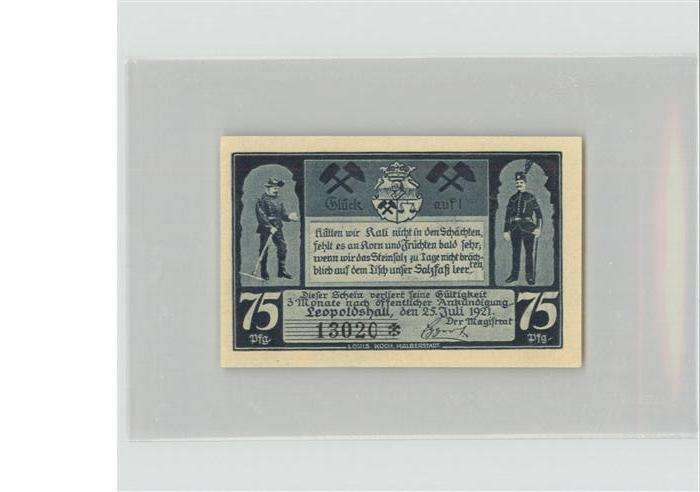 Glück auf!
Hätten wir Kali nicht in den Schächten,
fehlt es an Korn und Früchten bald sehr;
wenn wir das Steinsalz zu Tage nicht brächten
blieb auf dem Tisch unser Salzfaß leer.
75 Pfg.
Dieser Schein verliert seine Gültigkeit
3 Monate nach öffentlicher Ankündigung.
Leopoldshall, den 25. Juli 1921.
Der Magistrat
13020 *
75 Pfg.
LOUIS KOCH, HALBERSTADT